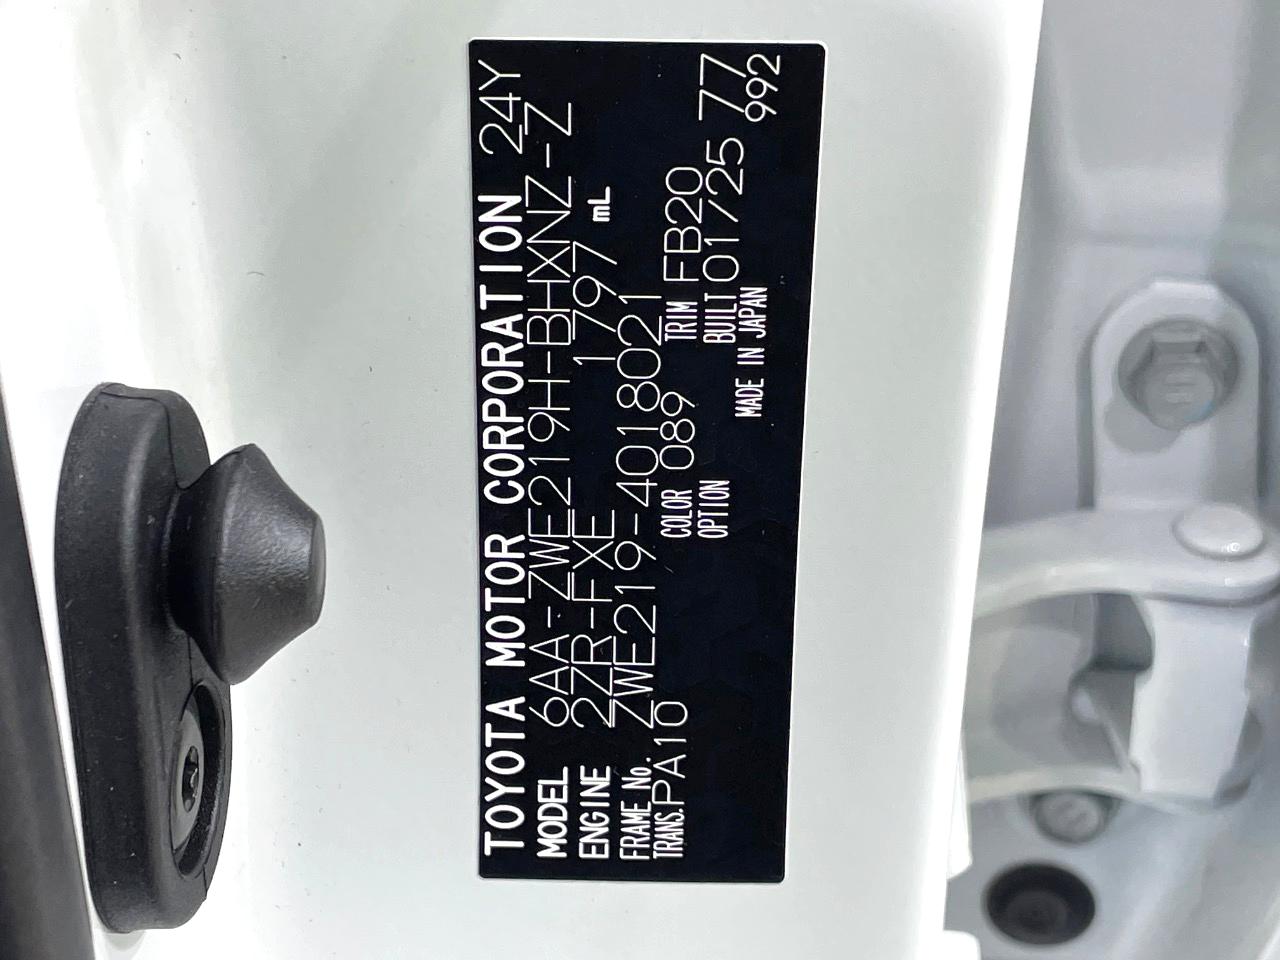 TOYOTA MOTOR CORPORATION 24Y
MODEL 6AA-ZWE219H-BHXNZ-Z
ENGINE 2ZR-FXE 1797 mL
FRAME No. ZWE219-4018021
TRANS. PA10 COLOR 089 TRIM FB20
OPTION BUILT 01/25 77
MADE IN JAPAN 992